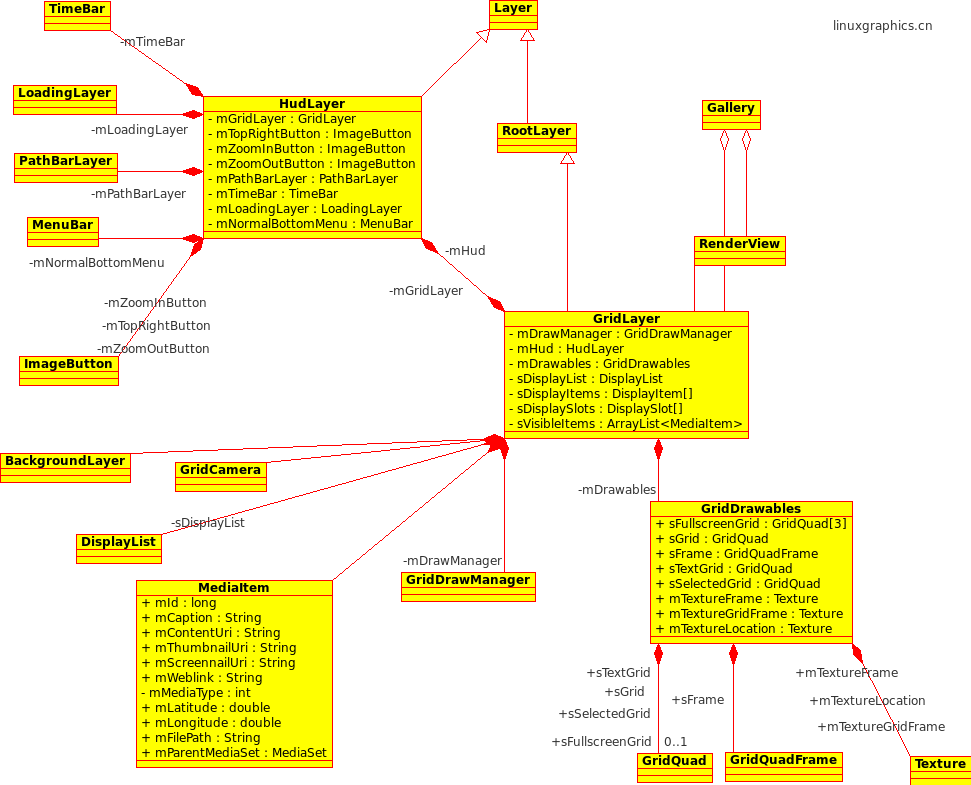 TimeBar
Layer
linuxgraphics.cn
-mTimeBar
LoadingLayer
-mLoadingLayer
PathBarLayer
-mPathBarLayer
MenuBar
-mNormalBottomMenu
-mZoomInButton
-mTopRightButton
-mZoomOutButton
ImageButton
HudLayer
- mGridLayer : GridLayer
- mTopRightButton : ImageButton
- mZoomInButton : ImageButton
- mZoomOutButton : ImageButton
- mPathBarLayer : PathBarLayer
- mTimeBar : TimeBar
- mLoadingLayer : LoadingLayer
- mNormalBottomMenu : MenuBar
-mHud
-mGridLayer
RootLayer
Gallery
RenderView
GridLayer
- mDrawManager : GridDrawManager
- mHud : HudLayer
- mDrawables : GridDrawables
- sDisplayList : DisplayList
- sDisplayItems : DisplayItem[]
- sDisplaySlots : DisplaySlot[]
- sVisibleItems : ArrayList<MediaItem>
BackgroundLayer
GridCamera
-sDisplayList
DisplayList
-mDrawManager
GridDrawManager
MediaItem
+ mId : long
+ mCaption : String
+ mContentUri : String
+ mThumbnailUri : String
+ mScreennailUri : String
+ mWeblink : String
- mMediaType : int
+ mLatitude : double
+ mLongitude : double
+ mFilePath : String
+ mParentMediaSet : MediaSet
-mDrawables
GridDrawables
+ sFullscreenGrid : GridQuad[3]
+ sGrid : GridQuad
+ sFrame : GridQuadFrame
+ sTextGrid : GridQuad
+ sSelectedGrid : GridQuad
+ mTextureFrame : Texture
+ mTextureGridFrame : Texture
+ mTextureLocation : Texture
+sTextGrid
+sGrid
+sSelectedGrid
+sFullscreenGrid
0..1
+sFrame
+mTextureFrame
+mTextureLocation
+mTextureGridFrame
GridQuad
GridQuadFrame
Texture